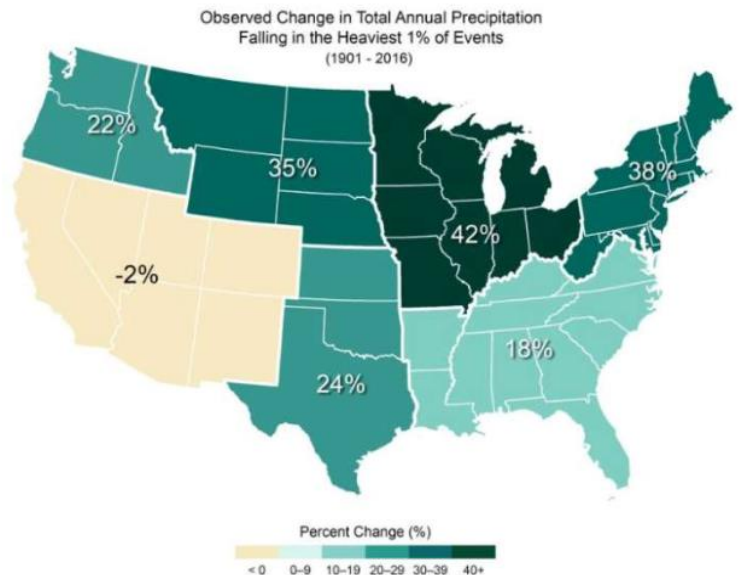 Observed Change in Total Annual Precipitation
Falling in the Heaviest 1% of Events
(1901 - 2016)
22%
35%
38%
42%
-2%
18%
24%
Percent Change (%)
< 0 0–9 10–19 20–29 30–39 40+